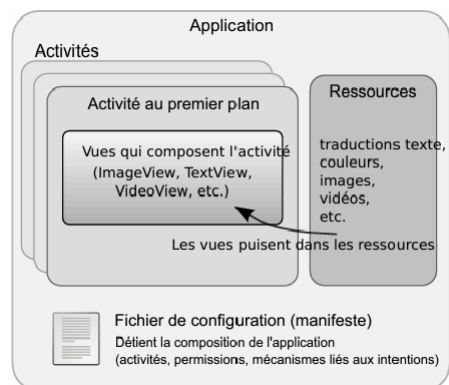 Application
Activités
Activité au premier plan
Vues qui composent l'activité
(ImageView, TextView,
VideoView, etc.)
Ressources
traductions texte,
couleurs,
images,
vidéos,
etc.
Les vues puisent dans les ressources
Fichier de configuration (manifeste)
Détient la composition de l'application
(activités, permissions, mécanismes liés aux intentions)